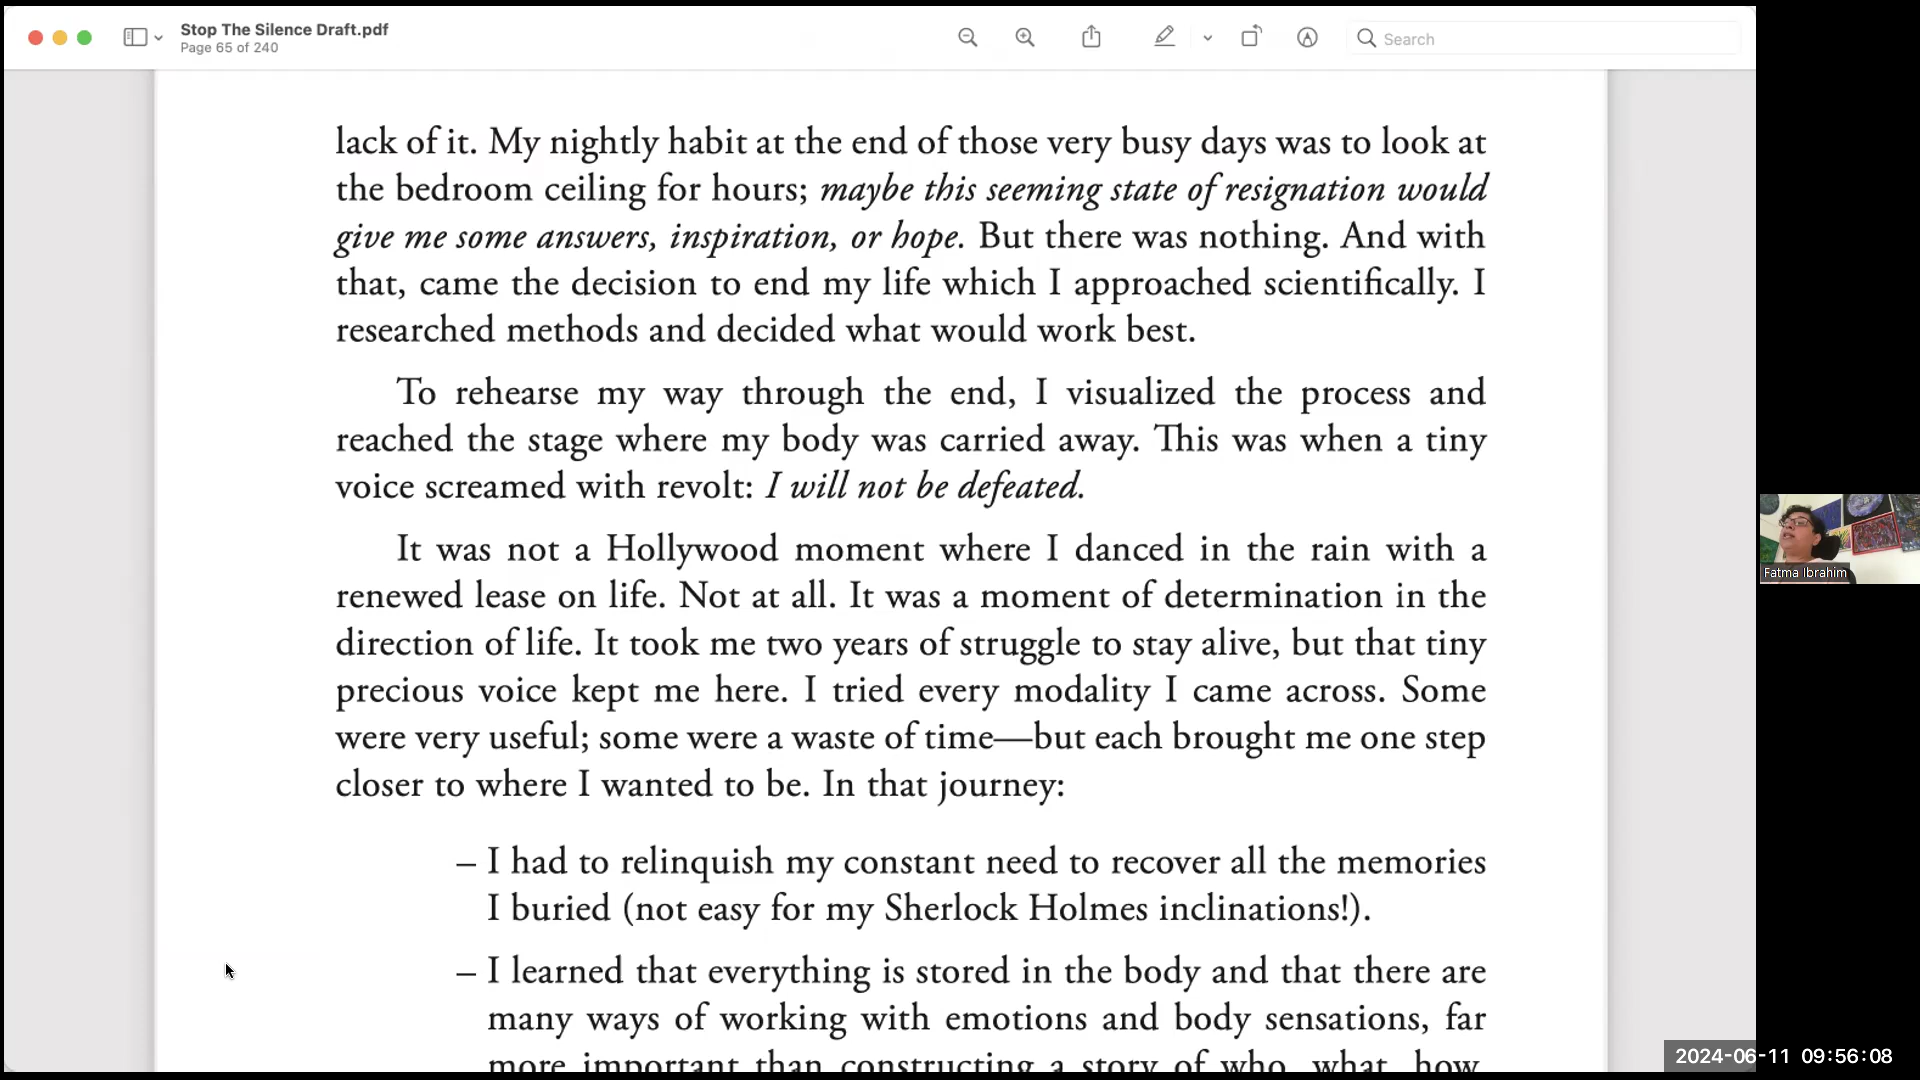 Stop The Silence Draft.pdf
Page 65 of 240
Search
lack of it. My nightly habit at the end of those very busy days was to look at
the bedroom ceiling for hours; maybe this seeming state of resignation would
give me some answers, inspiration, or hope. But there was nothing. And with
that, came the decision to end my life which I approached scientifically. I
researched methods and decided what would work best.
To rehearse my way through the end, I visualized the process and
reached the stage where my body was carried away. This was when a tiny
voice screamed with revolt: I will not be defeated.
It was not a Hollywood moment where I danced in the rain with a
renewed lease on life. Not at all. It was a moment of determination in the
direction of life. It took me two years of struggle to stay alive, but that tiny
precious voice kept me here. I tried every modality I came across. Some
were very useful; some were a waste of time—but each brought me one step
closer to where I wanted to be. In that journey:
– I had to relinquish my constant need to recover all the memories
I buried (not easy for my Sherlock Holmes inclinations!).
– I learned that everything is stored in the body and that there are
many ways of working with emotions and body sensations, far
more important than constructing a story of who, what, how,
Fatma Ibrahim
2024-06-11 09:56:08